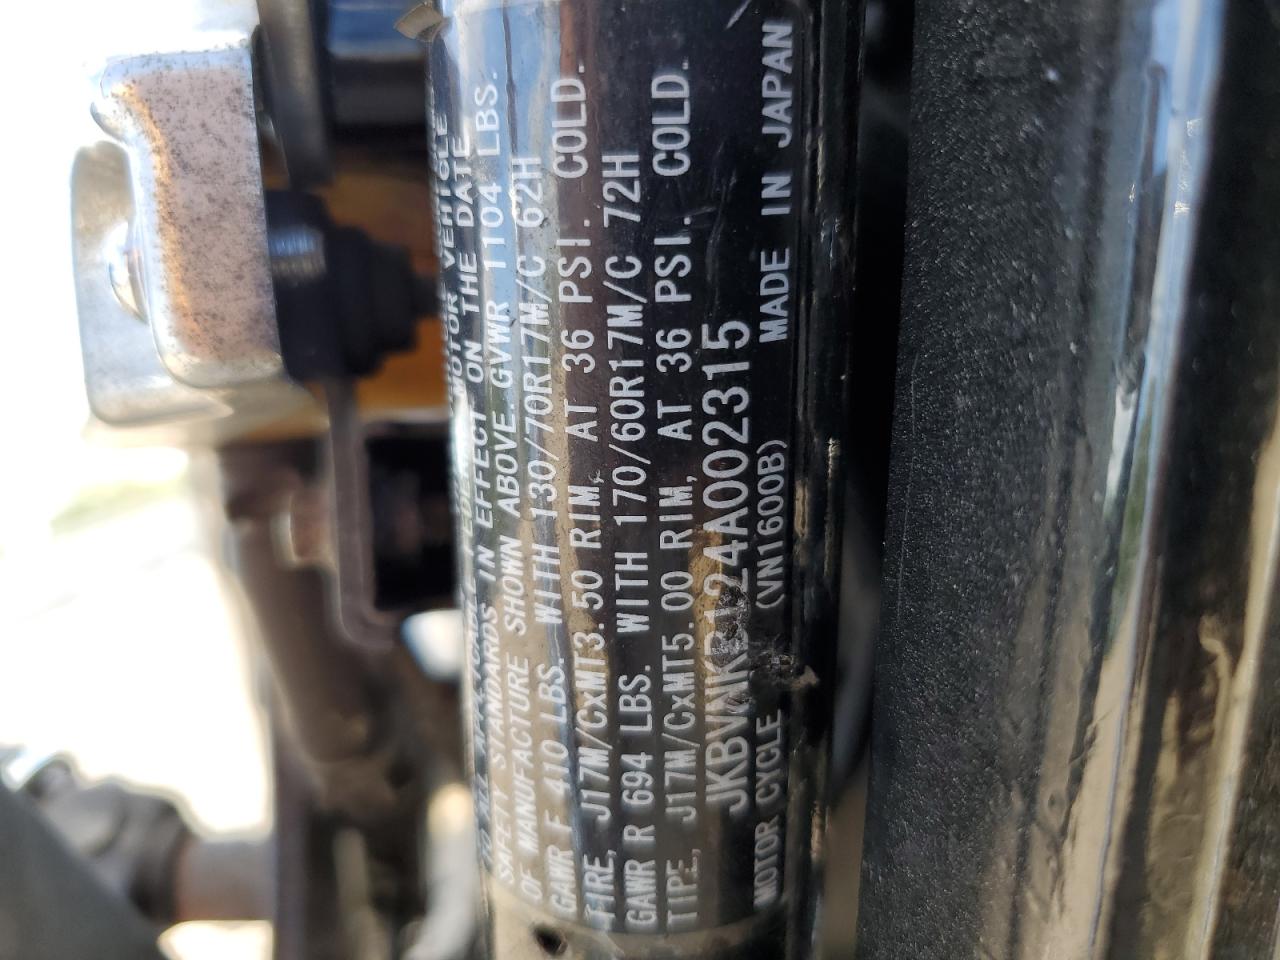 MOTOR VEHICLE
SAFETY STANDARDS IN EFFECT ON THE DATE
OF MANUFACTURE SHOWN ABOVE. GVWR 1104 LBS.
GAWR F 410 LBS. WITH 130/70R17M/C 62H
TIRE, J17M/CxMT3.50 RIM, AT 36 PSI. COLD.
GAWR R 694 LBS. WITH 170/60R17M/C 72H
TIRE, J17M/CxMT5.00 RIM, AT 36 PSI. COLD.
MOTOR CYCLE (VN1600B) MADE IN JAPAN